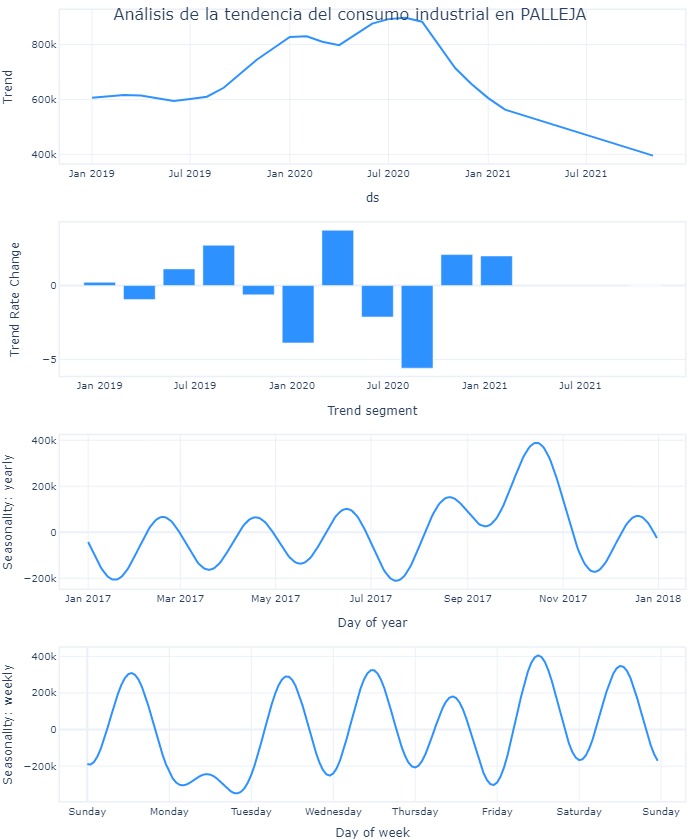 Análisis de la tendencia del consumo industrial en PALLEJA
Trend
800k
600k
400k
Jan 2019 Jul 2019 Jan 2020 Jul 2020 Jan 2021 Jul 2021
ds
Trend Rate Change
0
−5
Jan 2019 Jul 2019 Jan 2020 Jul 2020 Jan 2021 Jul 2021
Trend segment
Seasonality: yearly
400k
200k
0
−200k
Jan 2017 Mar 2017 May 2017 Jul 2017 Sep 2017 Nov 2017 Jan 2018
Day of year
Seasonality: weekly
400k
200k
0
−200k
Sunday Monday Tuesday Wednesday Thursday Friday Saturday Sunday
Day of week